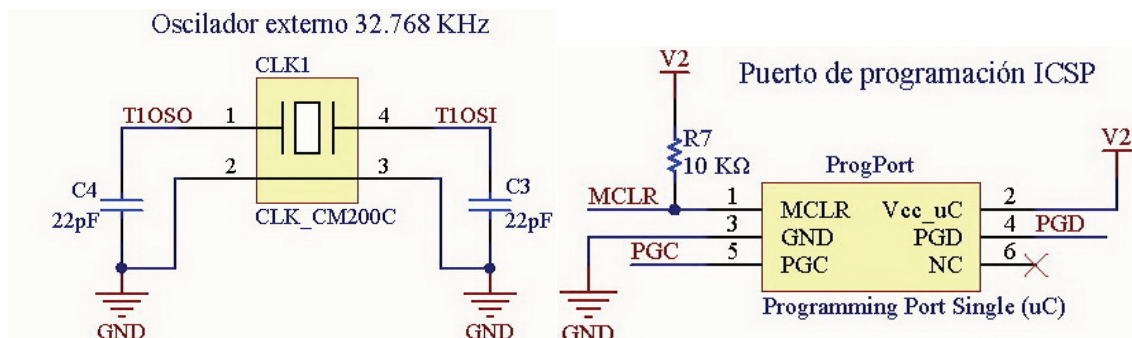 Oscilador externo 32.768 KHz
CLK1
T1OSO
1
4
T1OSI
2
3
C4
22pF
C3
22pF
CLK_CM200C
GND
GND
Puerto de programación ICSP
V2
V2
R7
10 KΩ
ProgPort
MCLR
1
MCLR
Vcc_uC
2
3
GND
PGD
4
PGD
PGC
5
PGC
NC
6
GND
Programming Port Single (uC)